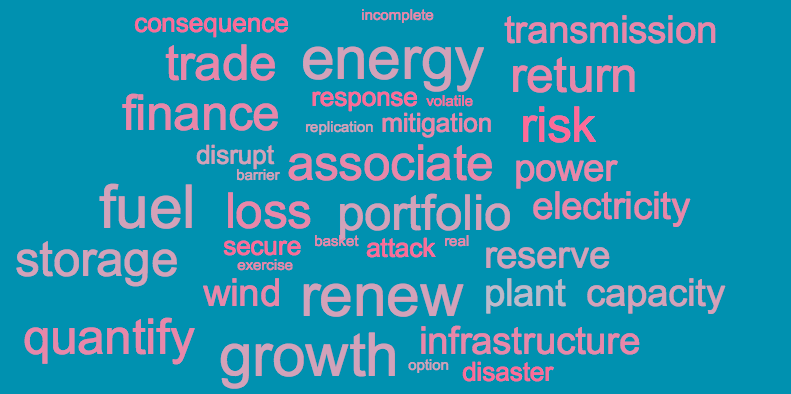 incomplete
consequence
transmission
trade
energy
return
finance
response
volatile
replication
mitigation
risk
disrupt
associate
barrier
power
fuel
loss
portfolio
electricity
storage
secure
basket
attack
real
reserve
exercise
wind
renew
plant
capacity
quantify
growth
infrastructure
option
disaster